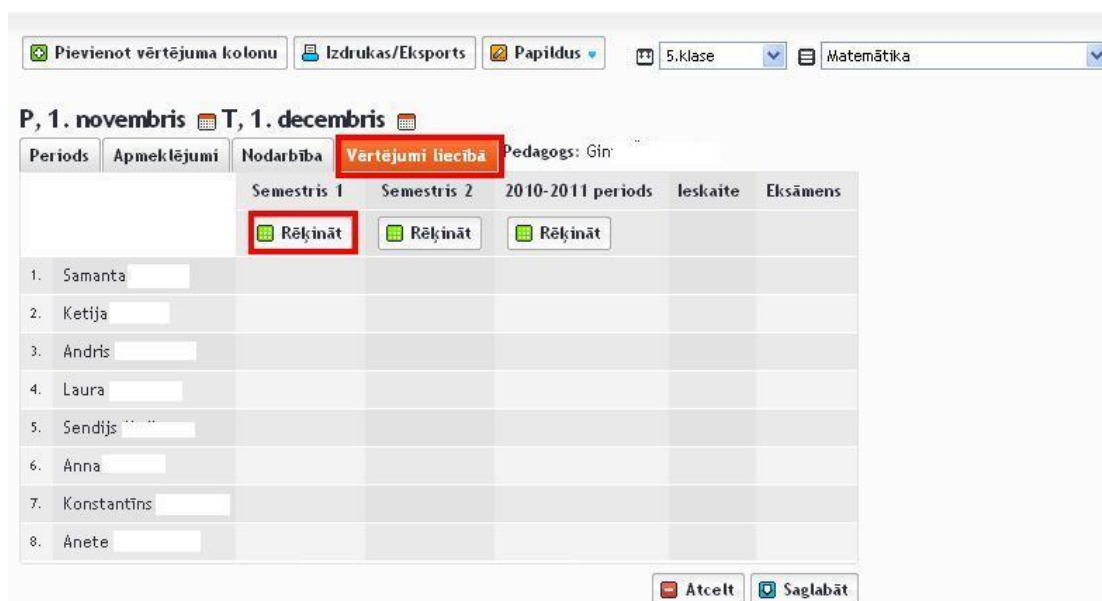 Pievienot vērtējuma kolonu Izdrukas/Eksports Papildus 5.klase Matemātika
P, 1. novembris T, 1. decembris
Periods Apmeklējumi Nodarbība Vērtējumi liecībā Pedagogs:
Semestris 1 Semestris 2 2010-2011 periods Ieskaite Eksāmens
Rēķināt Rēķināt Rēķināt
1. Samanta
2. Ketija
3. Andris
4. Laura
5. Sendijs
6. Anna
7. Konstantīns
8. Anete
Atcelt Saglabāt